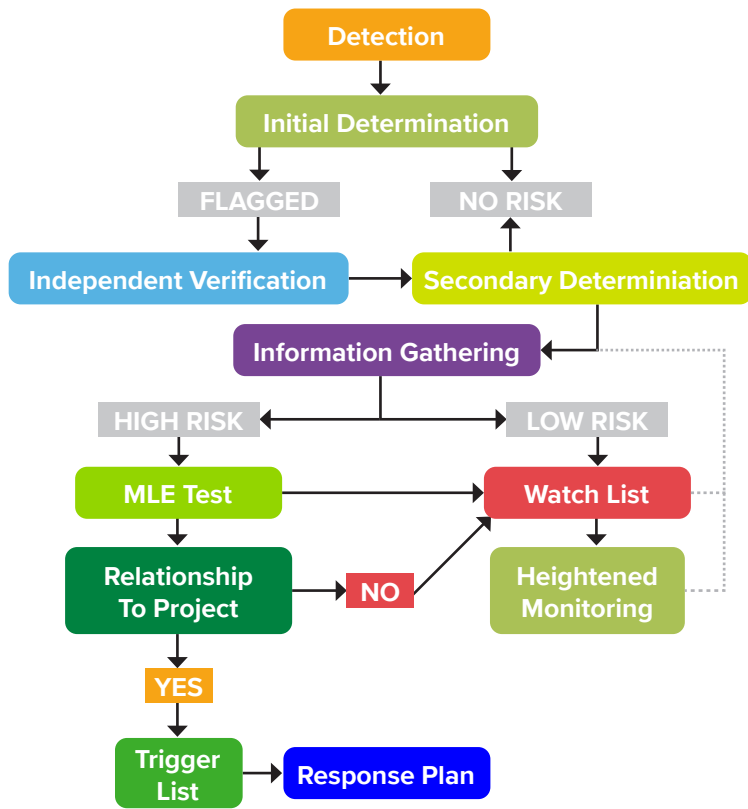 Detection
Initial Determination
FLAGGED
NO RISK
Independent Verification
Secondary Determiniation
Information Gathering
HIGH RISK
LOW RISK
MLE Test
Watch List
Relationship
To Project
NO
Heightened
Monitoring
YES
Trigger
List
Response Plan